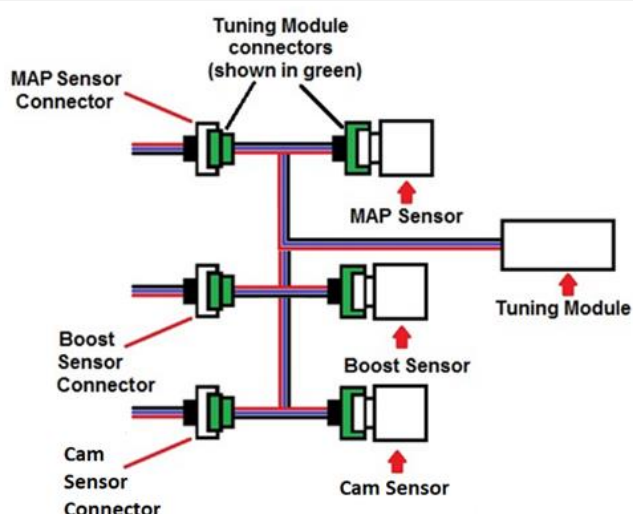 Tuning Module
connectors
(shown in green)
MAP Sensor
Connector
MAP Sensor
Tuning Module
Boost
Sensor
Connector
Boost Sensor
Cam
Sensor
Connector
Cam Sensor